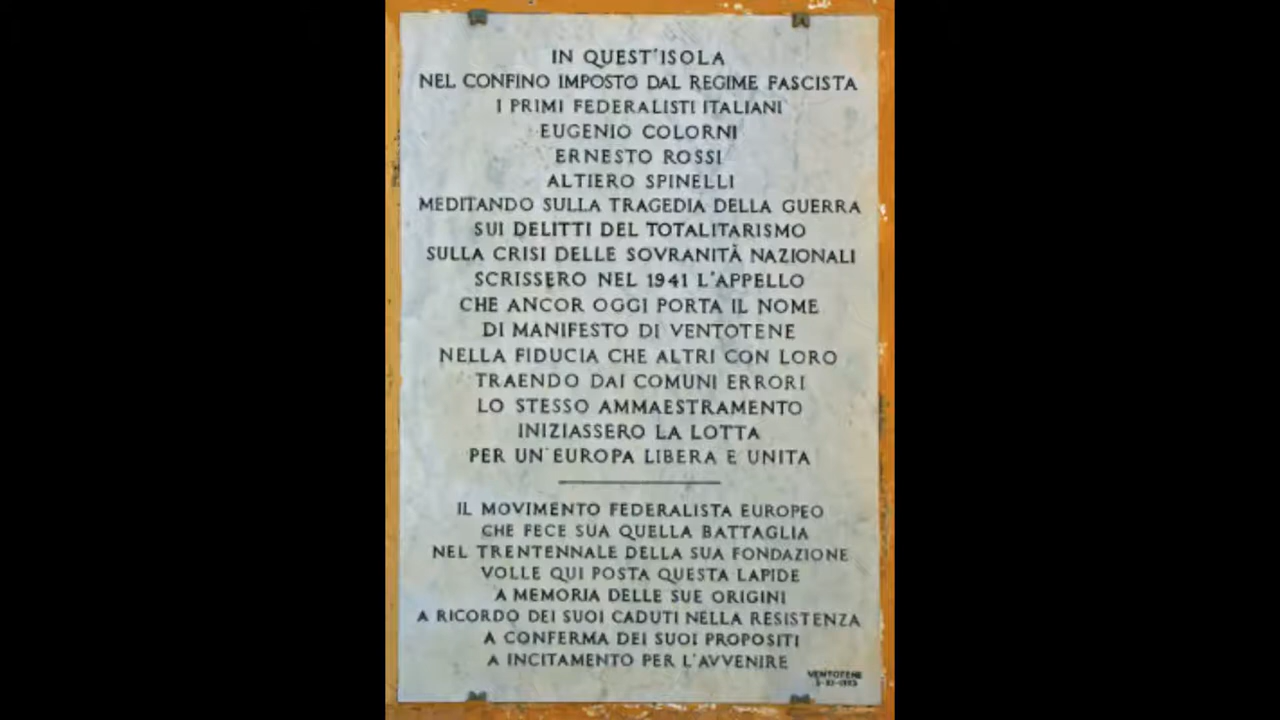 IN QUEST'ISOLA
NEL CONFINO IMPOSTO DAL REGIME FASCISTA
I PRIMI FEDERALISTI ITALIANI
EUGENIO COLORNI
ERNESTO ROSSI
ALTIERO SPINELLI
MEDITANDO SULLA TRAGEDIA DELLA GUERRA
SUI DELITTI DEL TOTALITARISMO
SULLA CRISI DELLE SOVRANITÀ NAZIONALI
SCRISSERO NEL 1941 L'APPELLO
CHE ANCOR OGGI PORTA IL NOME
DI MANIFESTO DI VENTOTENE
NELLA FIDUCIA CHE ALTRI CON LORO
TRAENDO DAI COMUNI ERRORI
LO STESSO AMMAESTRAMENTO
INIZIASSERO LA LOTTA
PER UN'EUROPA LIBERA E UNITA
IL MOVIMENTO FEDERALISTA EUROPEO
CHE FECE SUA QUELLA BATTAGLIA
NEL TRENTENNALE DELLA SUA FONDAZIONE
VOLLE QUI POSTA QUESTA LAPIDE
A MEMORIA DELLE SUE ORIGINI
A RICORDO DEI SUOI CADUTI NELLA RESISTENZA
A CONFERMA DEI SUOI PROPOSITI
A INCITAMENTO PER L'AVVENIRE
VENTOTENE